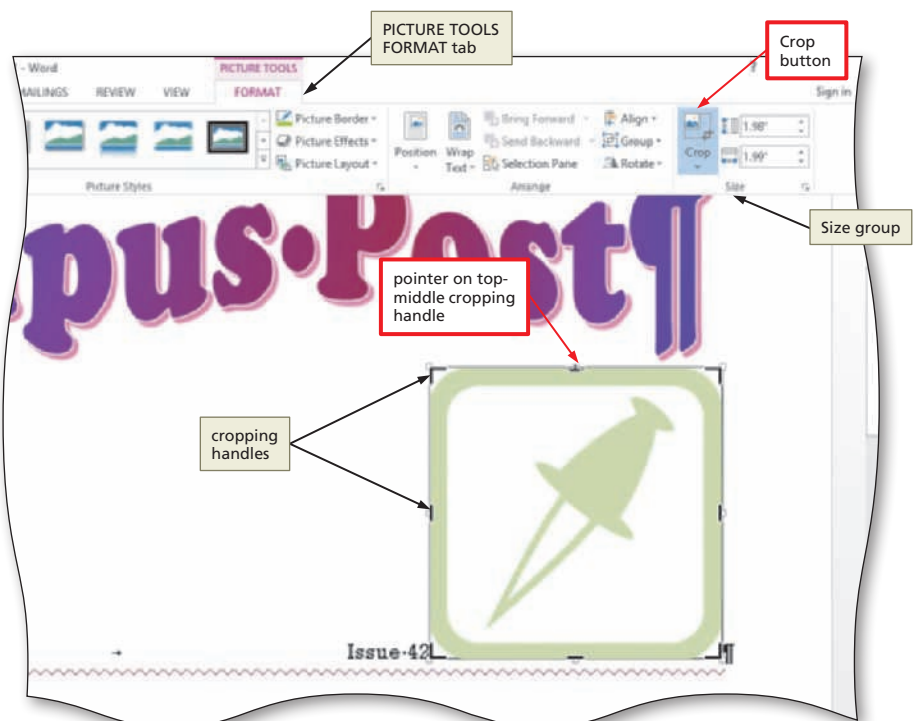 PICTURE TOOLS
FORMAT tab
Crop
button
- Word
PICTURE TOOLS
?
MAILINGS REVIEW VIEW FORMAT Sign in
Picture Border
Picture Effects
Picture Layout
Position
Wrap
Text
Bring Forward
Send Backward
Selection Pane
Align
Group
Rotate
Crop
1.98"
1.99"
Picture Styles Arrange Size
Size group
pus·Post¶
pointer on top-
middle cropping
handle
cropping
handles
→ Issue·42¶